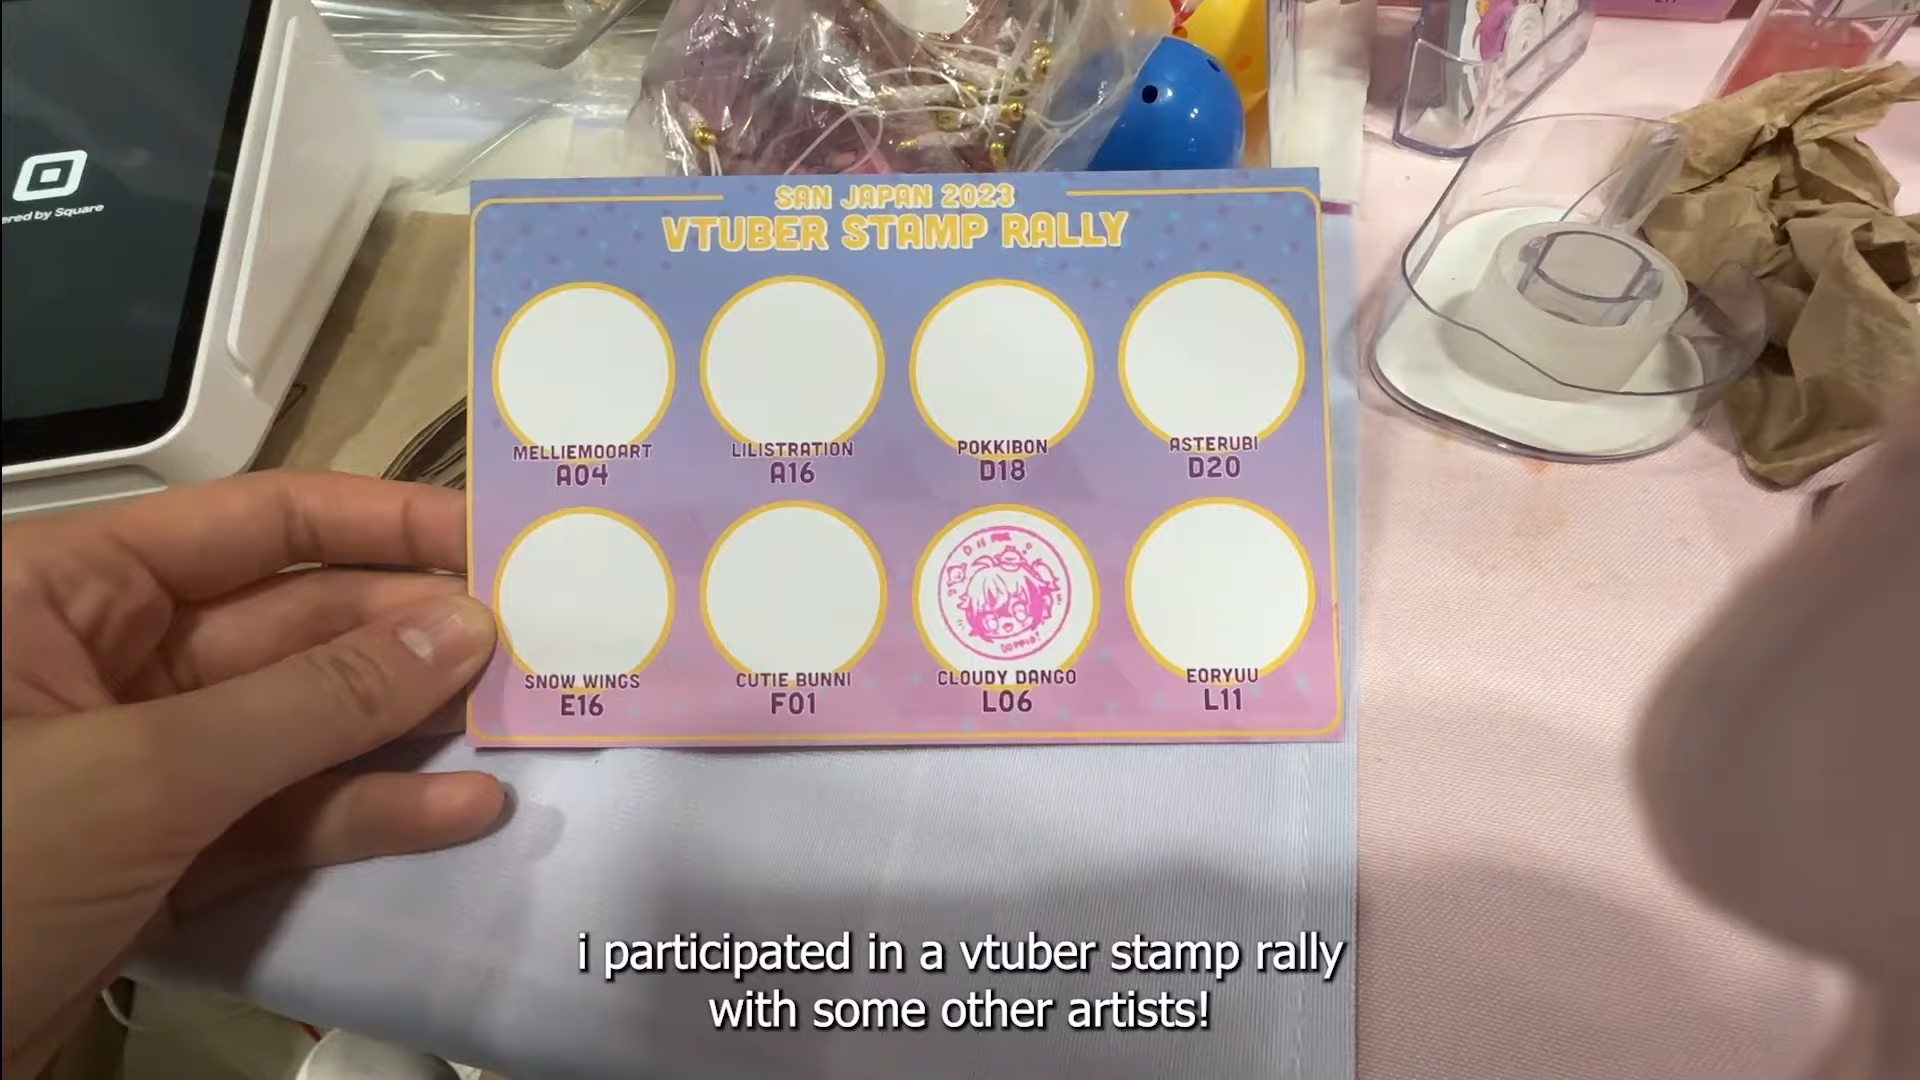 ered by Square
SAN JAPAN 2023
VTUBER STAMP RALLY
MELLIEMOOART
A04
LILISTRATION
A16
POKKIBON
D18
ASTERUBI
D20
SNOW WINGS
E16
CUTIE BUNNI
F01
CLOUDY DANGO
L06
EORYUU
L11
i participated in a vtuber stamp rally
with some other artists!